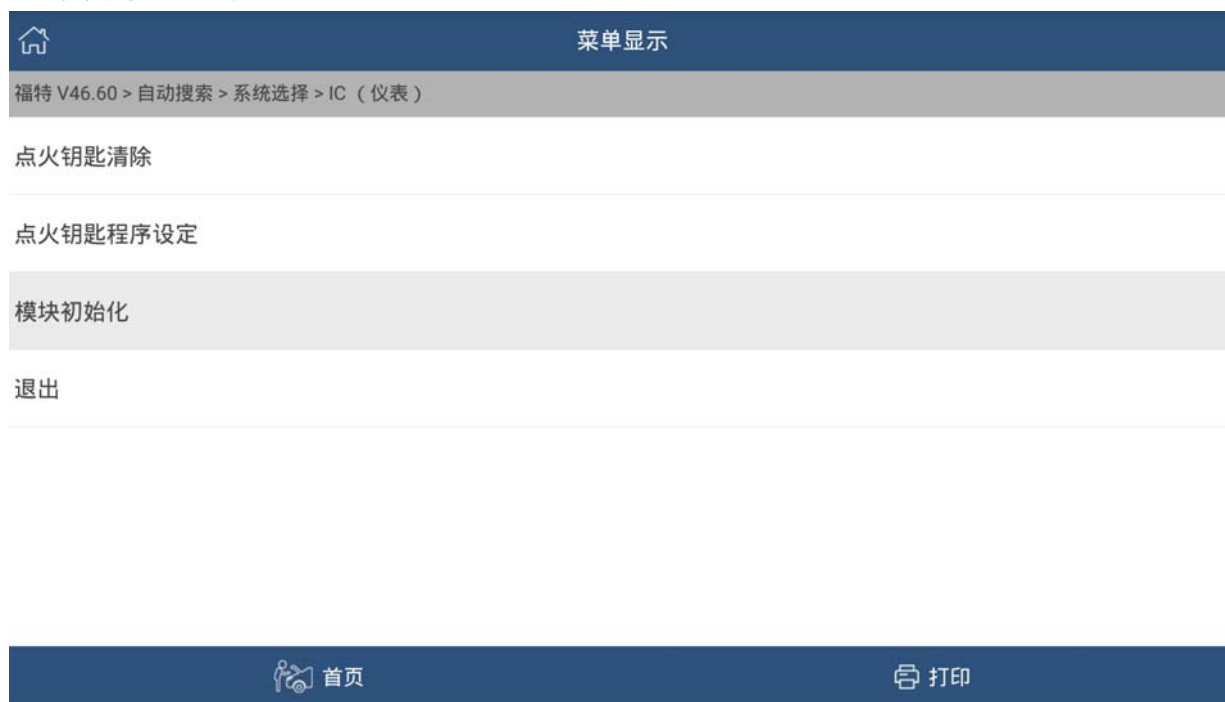 菜单显示
福特 V46.60 > 自动搜索 > 系统选择 > IC （ 仪表 ）
点火钥匙清除
点火钥匙程序设定
模块初始化
退出
首页
打印